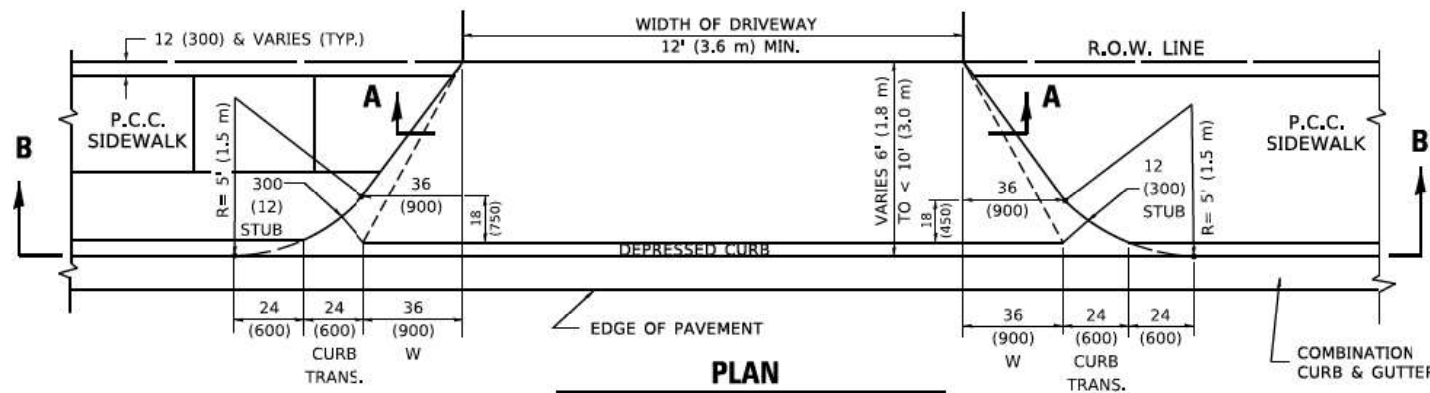 WIDTH OF DRIVEWAY
12' (3.6 m) MIN.
12 (300) & VARIES (TYP.)
R.O.W. LINE
A
A
P.C.C.
SIDEWALK
P.C.C.
SIDEWALK
B
B
R= 5' (1.5 m)
300
(12)
STUB
36
(900)
18
(750)
VARIES 6' (1.8 m)
TO < 10' (3.0 m)
18
(450)
36
(900)
12
(300)
STUB
R= 5' (1.5 m)
DEPRESSED CURB
24
(600)
24
(600)
CURB
TRANS.
36
(900)
W
EDGE OF PAVEMENT
36
(900)
W
24
(600)
CURB
TRANS.
24
(600)
COMBINATION
CURB & GUTTER
PLAN